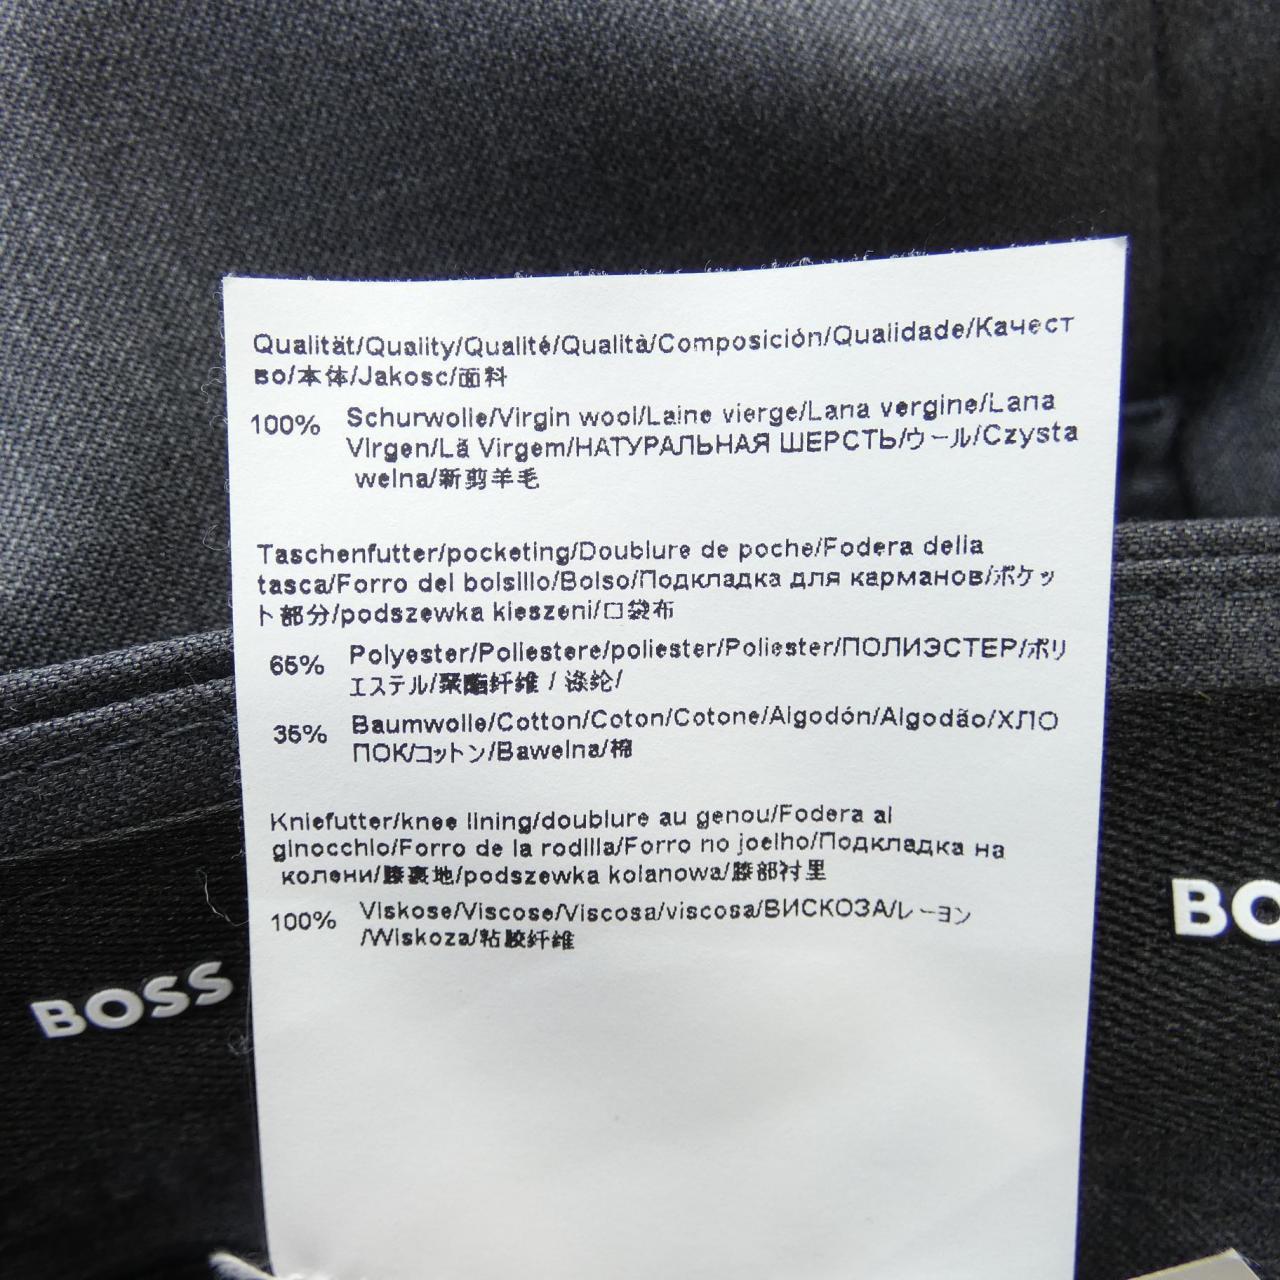 Qualität/Quality/Qualité/Qualità/Composición/Qualidade/Качест
во/本体/Jakosc/面料
100% Schurwolle/Virgin wool/Laine vierge/Lana vergine/Lana
Virgen/Lã Virgem/НАТУРАЛЬНАЯ ШЕРСТЬ/ウール/Czysta
welna/新剪羊毛
Taschenfutter/pocketing/Doublure de poche/Fodera della
tasca/Forro del bolsillo/Bolso/Подкладка для карманов/ポケッ
ト部分/podszewka kieszeni/口袋布
65% Polyester/Poliestere/poliester/Poliester/ПОЛИЭСТЕР/ポリ
エステル/聚酯纤维 / 涤纶/
35% Baumwolle/Cotton/Coton/Cotone/Algodón/Algodão/ХЛО
ПОК/コットン/Bawelna/棉
Kniefutter/knee lining/doublure au genou/Fodera al
ginocchio/Forro de la rodilla/Forro no joelho/Подкладка на
колени/膝裏地/podszewka kolanowa/膝部衬里
100% Viskose/Viscose/Viscosa/viscosa/ВИСКОЗА/レーヨン
/Wiskoza/粘胶纤维
BOSS
BO